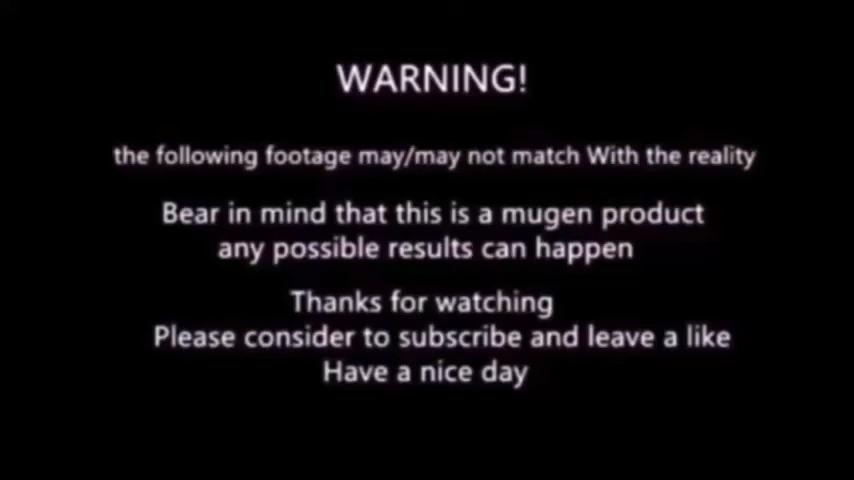 WARNING!
the following footage may/may not match With the reality
Bear in mind that this is a mugen product
any possible results can happen
Thanks for watching
Please consider to subscribe and leave a like
Have a nice day